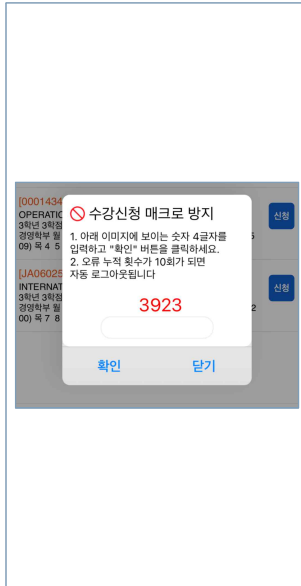 [0001434
OPERATIO
3학년 3학점
경영학부 월
09) 목 4 5
신청
🚫 수강신청 매크로 방지
1. 아래 이미지에 보이는 숫자 4글자를
입력하고 "확인" 버튼을 클릭하세요.
2. 오류 누적 횟수가 10회가 되면
자동 로그아웃됩니다
3923
확인 닫기
[JA06025
INTERNAT
3학년 3학점
경영학부 월 2
00) 목 7 8
신청